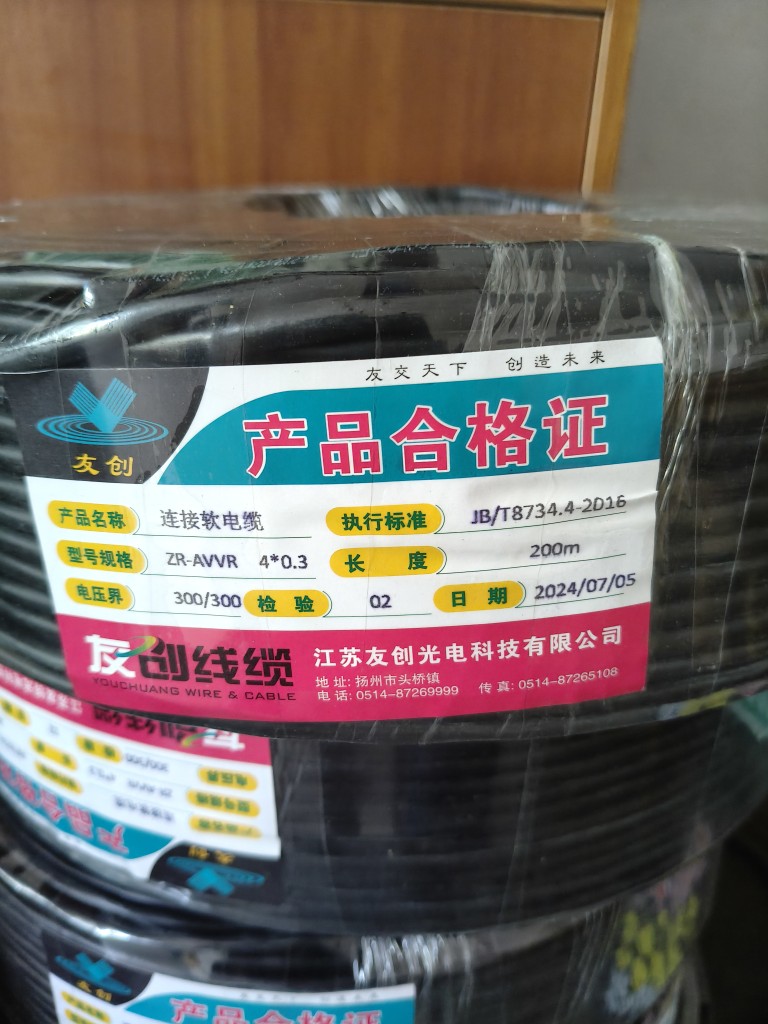 友交天下 创造未来
友创
产品合格证
产品名称 连接软电缆 执行标准 JB/T8734.4-2016
型号规格 ZR-AVVR 4*0.3 长 度 200m
电压界 300/300 检 验 02 日 期 2024/07/05
友创线缆 江苏友创光电科技有限公司
YOUCHUANG WIRE & CABLE
地 址: 扬州市头桥镇
电 话: 0514-87269999 传 真: 0514-87265108
友创
产品合格证